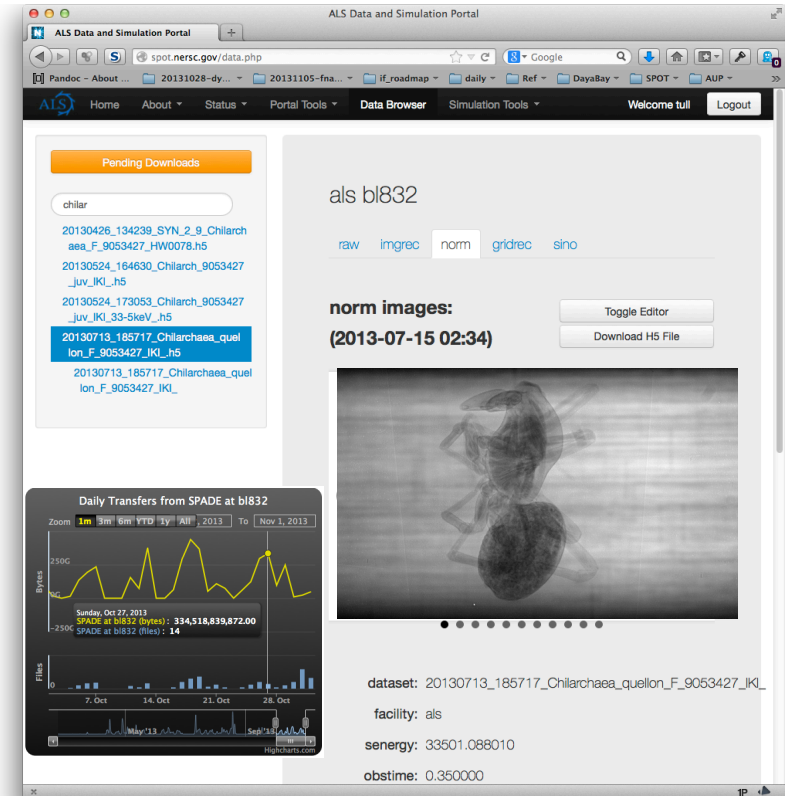 ALS Data and Simulation Portal
ALS Data and Simulation Portal
spot.nersc.gov/data.php
Google
Pandoc - About ... 20131028-dy... 20131105-fna... if_roadmap daily Ref DayaBay SPOT AUP
ALS Home About Status Portal Tools Data Browser Simulation Tools Welcome tull Logout
Pending Downloads
chilar
20130426_134239_SYN_2_9_Chilarch
aea_F_9053427_HW0078.h5
20130524_164630_Chilarch_9053427
_juv_IKI_.h5
20130524_173053_Chilarch_9053427
_juv_IKI_33-5keV_.h5
20130713_185717_Chilarchaea_quel
lon_F_9053427_IKI_.h5
20130713_185717_Chilarchaea_quel
lon_F_9053427_IKI_
als bl832
raw imgrec norm gridrec sino
norm images:
(2013-07-15 02:34)
Toggle Editor
Download H5 File
Daily Transfers from SPADE at bl832
Zoom 1m 3m 6m YTD 1y All , 2013 To Nov 1, 2013
Bytes
250G
0G
-250G
Sunday, Oct 27, 2013
SPADE at bl832 (bytes) : 334,518,839,872.00
SPADE at bl832 (files) : 14
Files
0
7. Oct 14. Oct 21. Oct 28. Oct
May '13 Sep '13
Highcharts.com
dataset: 20130713_185717_Chilarchaea_quellon_F_9053427_IKI_
facility: als
senergy: 33501.088010
obstime: 0.350000
1P